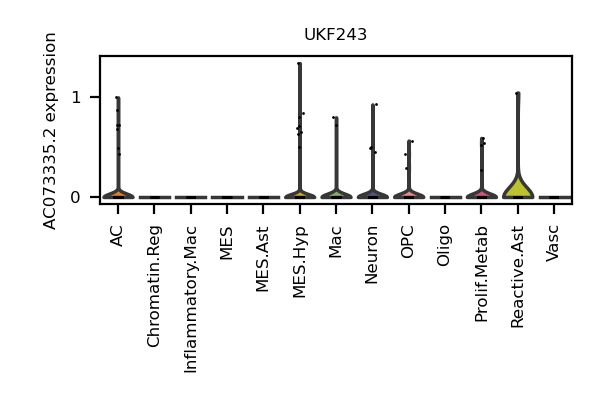 UKF243
AC073335.2 expression
1
0
AC
Chromatin.Reg
Inflammatory.Mac
MES
MES.Ast
MES.Hyp
Mac
Neuron
OPC
Oligo
Prolif.Metab
Reactive.Ast
Vasc